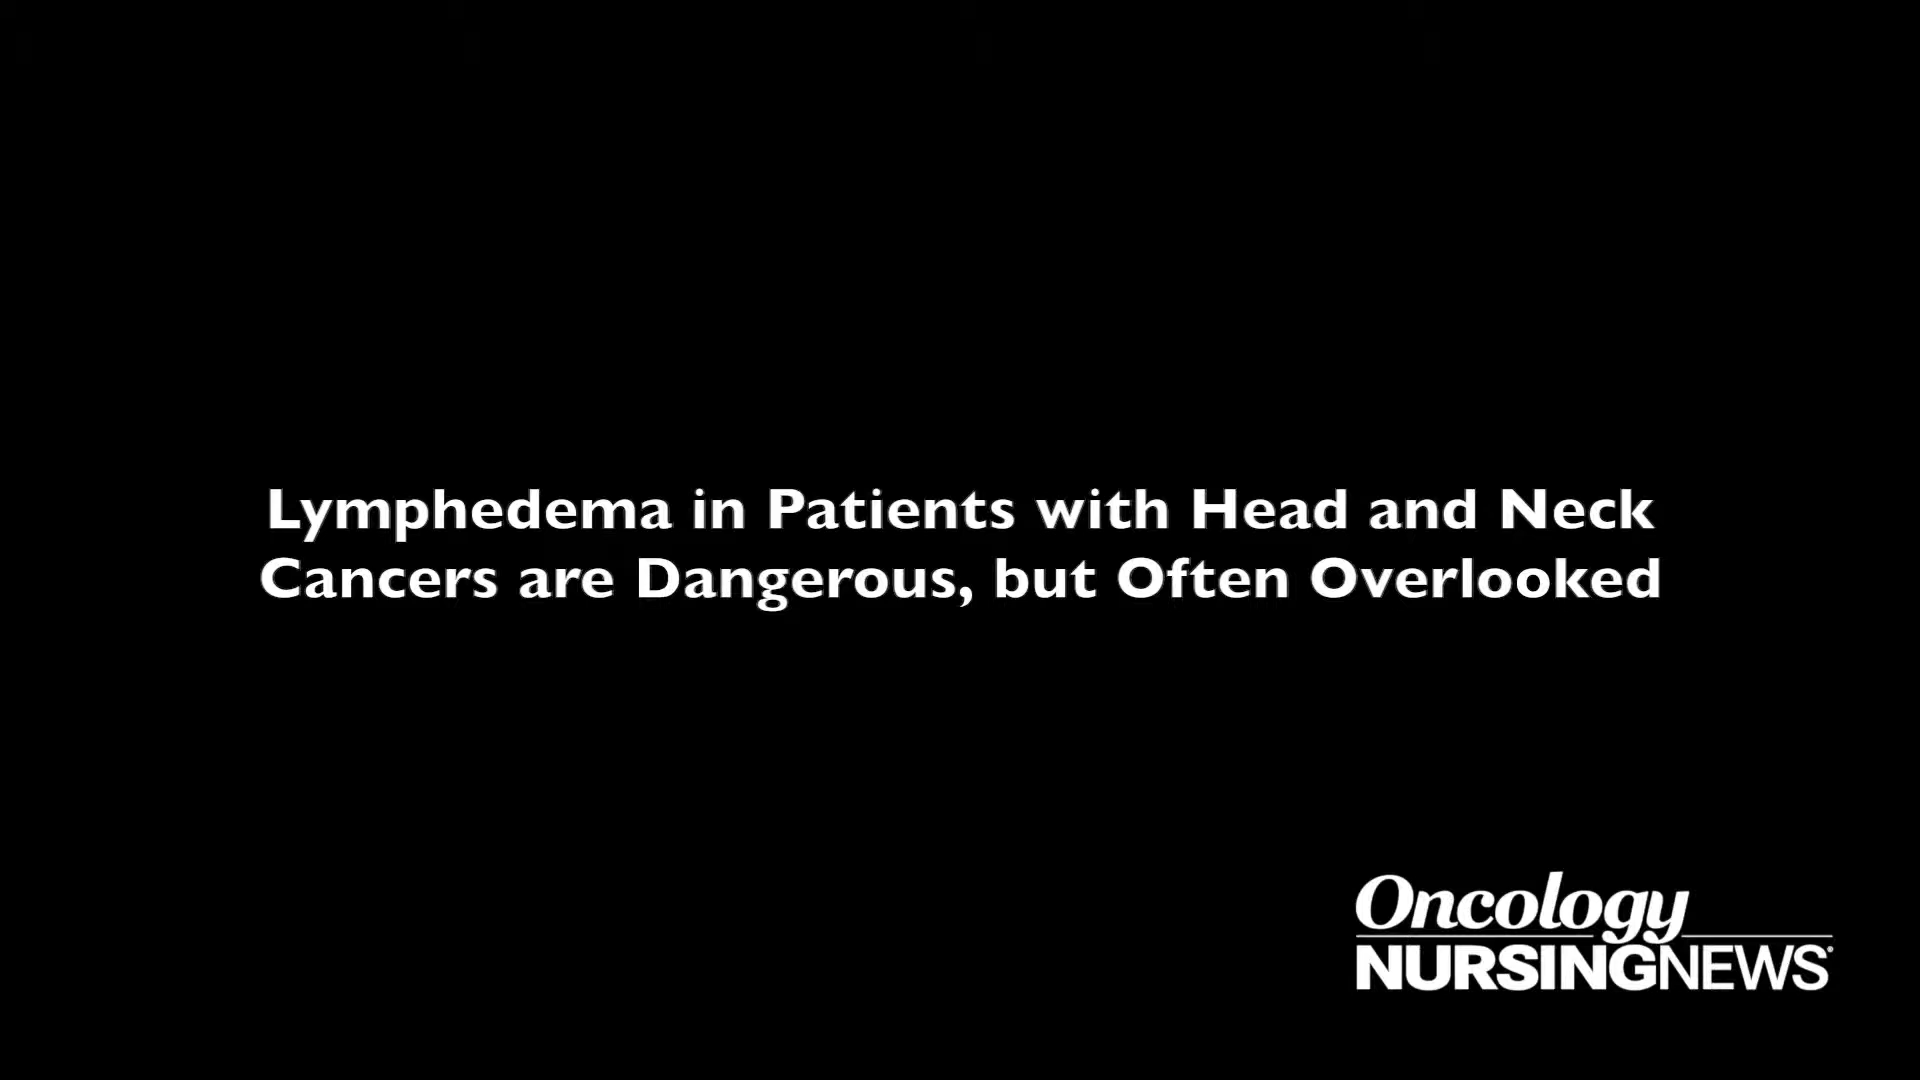 Lymphedema in Patients with Head and Neck
Cancers are Dangerous, but Often Overlooked
Oncology
NURSINGNEWS®